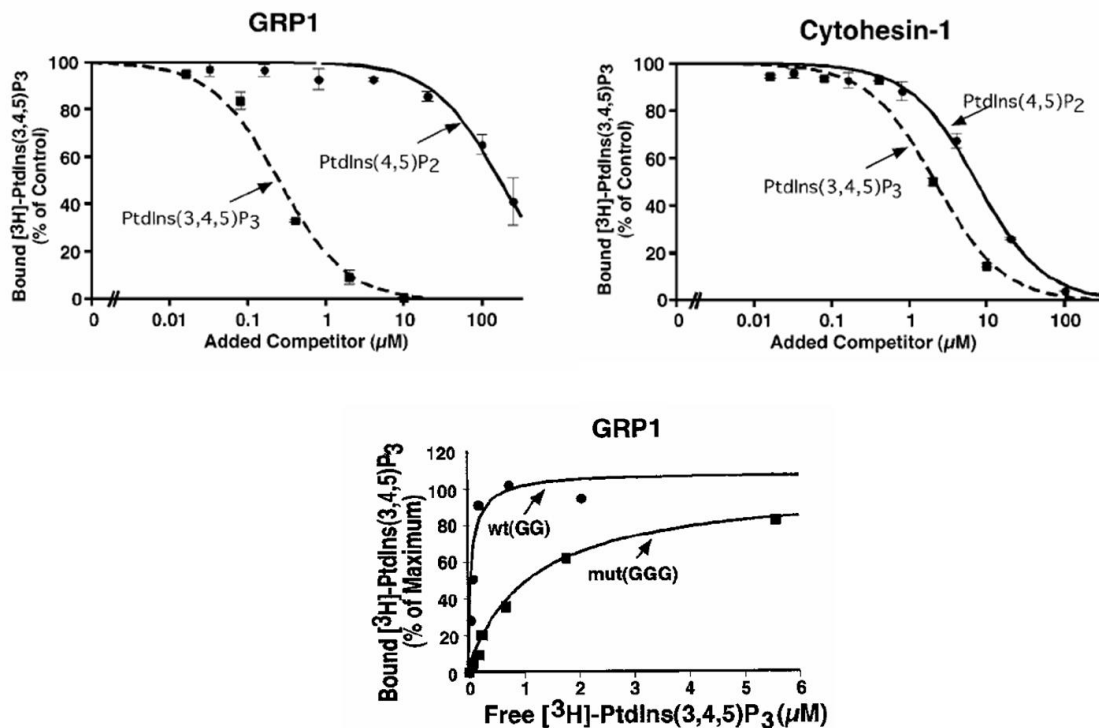 GRP1
Bound [³H]-PtdIns(3,4,5)P₃
(% of Control)
100
80
60
40
20
0
PtdIns(4,5)P₂
PtdIns(3,4,5)P₃
0
0.01
0.1
1
10
100
Added Competitor (µM)
Cytohesin-1
Bound [³H]-PtdIns(3,4,5)P₃
(% of Control)
100
80
60
40
20
0
PtdIns(4,5)P₂
PtdIns(3,4,5)P₃
0
0.01
0.1
1
10
100
Added Competitor (µM)
GRP1
Bound [³H]-PtdIns(3,4,5)P₃
(% of Maximum)
120
100
80
60
40
20
0
wt(GG)
mut(GGG)
0
1
2
3
4
5
6
Free [³H]-PtdIns(3,4,5)P₃(µM)